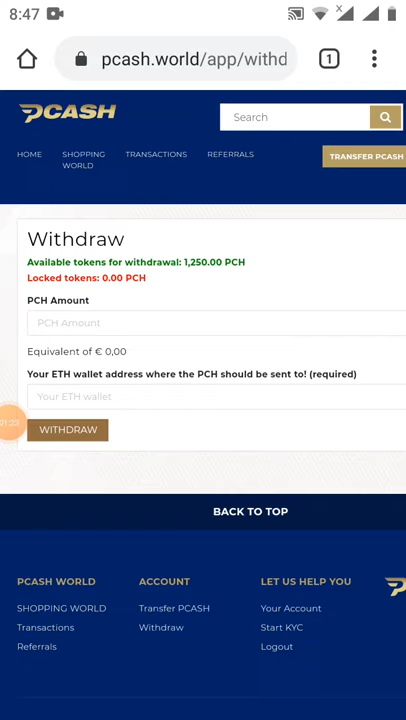 8:47
x
pcash.world/app/withd
1
PCASH
Search
HOME
SHOPPING
WORLD
TRANSACTIONS
REFERRALS
TRANSFER PCASH
Withdraw
Available tokens for withdrawal: 1,250.00 PCH
Locked tokens: 0.00 PCH
PCH Amount
PCH Amount
Equivalent of € 0,00
Your ETH wallet address where the PCH should be sent to! (required)
Your ETH wallet
01:23
WITHDRAW
BACK TO TOP
PCASH WORLD
SHOPPING WORLD
Transactions
Referrals
ACCOUNT
Transfer PCASH
Withdraw
LET US HELP YOU
Your Account
Start KYC
Logout